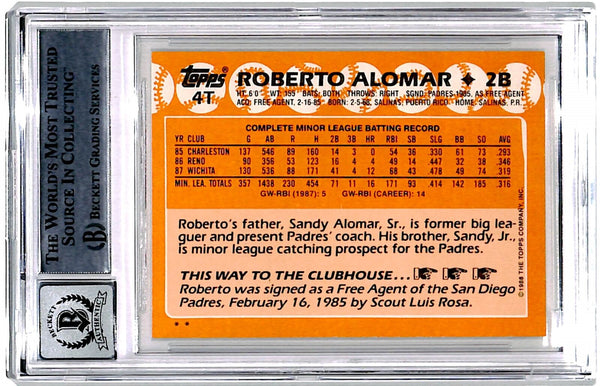 THE WORLD'S MOST TRUSTED
SOURCE IN COLLECTING™
BECKETT GRADING SERVICES
B
BECKETT
AUTHENTIC
Topps®
4T
ROBERTO ALOMAR ✦ 2B
HT: 6'0" WT: 155 BATS: BOTH THROWS: RIGHT SGND: PADRES-1985, AS FREE AGENT
ACQ: FREE AGENT, 2-16-85 BORN: 2-5-68, SALINAS, PUERTO RICO HOME: SALINAS, P.R.
COMPLETE MINOR LEAGUE BATTING RECORD
YR CLUB G AB R H 2B 3B HR RBI SB SLG BB SO AVG
85 CHARLESTON 137 546 89 160 14 3 0 54 36 .330 61 73 .293
86 RENO 90 356 53 123 16 4 4 49 14 .447 32 38 .346
87 WICHITA 130 536 88 171 41 9 12 68 43 .478 49 74 .319
MIN. LEA. TOTALS 357 1438 230 454 71 11 16 171 93 .414 142 185 .316
GW-RBI (1987): 5 GW-RBI (CAREER): 14
Roberto's father, Sandy Alomar, Sr., is former big lea-
guer and present Padres' coach. His brother, Sandy, Jr.,
is minor league catching prospect for the Padres.
THIS WAY TO THE CLUBHOUSE...
Roberto was signed as a Free Agent of the San Diego
Padres, February 16, 1985 by Scout Luis Rosa.
* *
©1988 THE TOPPS COMPANY, INC.